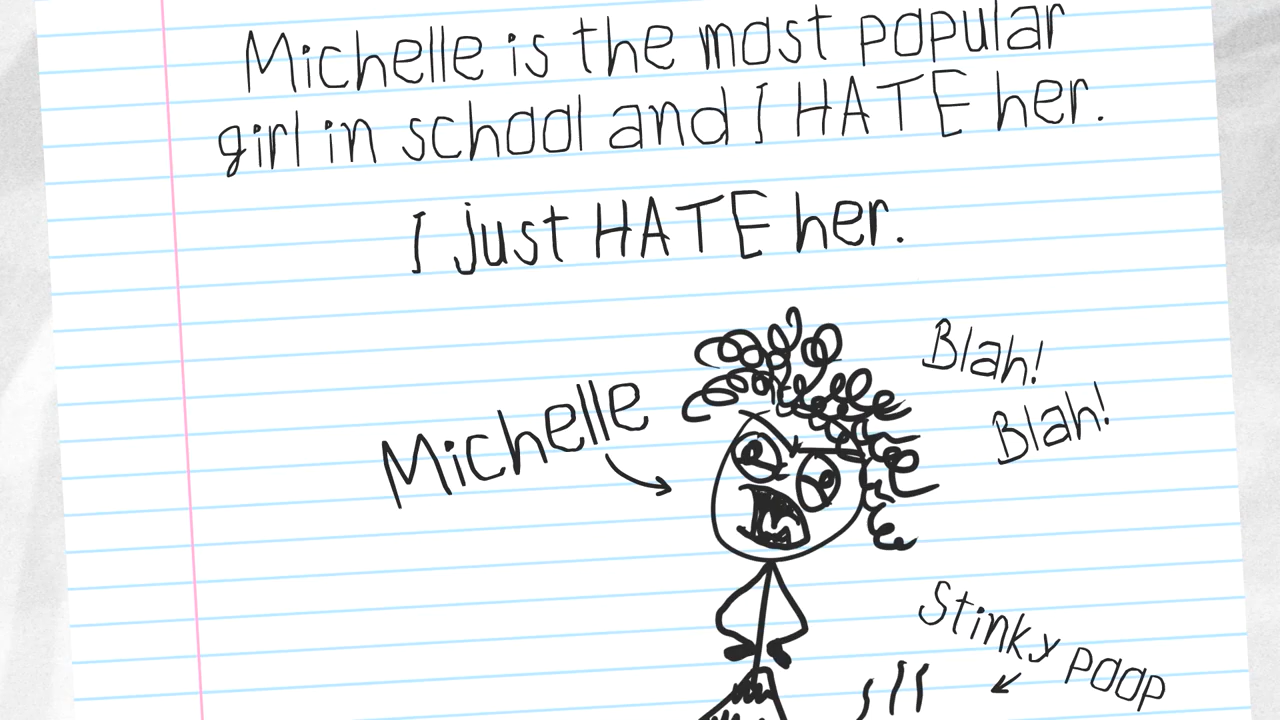 Michelle is the most popular
girl in school and I HATE her.
I just HATE her.
Blah!
Michelle
Blah!
Stinky poop